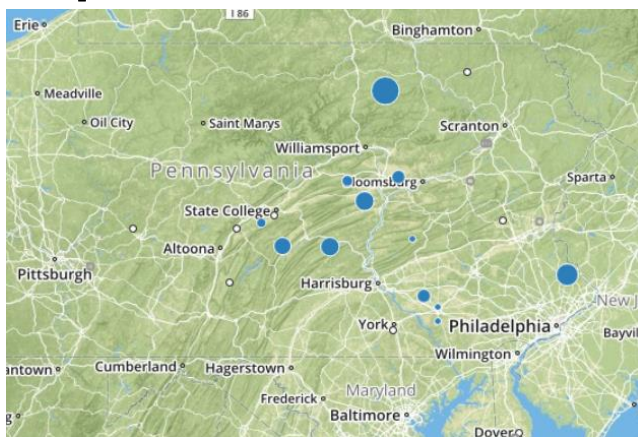 I 86
Erie
Binghamton
Meadville
Oil City
Saint Marys
Scranton
Williamsport
Pennsylvania
loomsburg
Sparta
State College
Altoona
Pittsburgh
Harrisburg
New J
York
Philadelphia
Bayvil
Wilmington
antown
Cumberland
Hagerstown
Maryland
Frederick
Baltimore
Dover
g